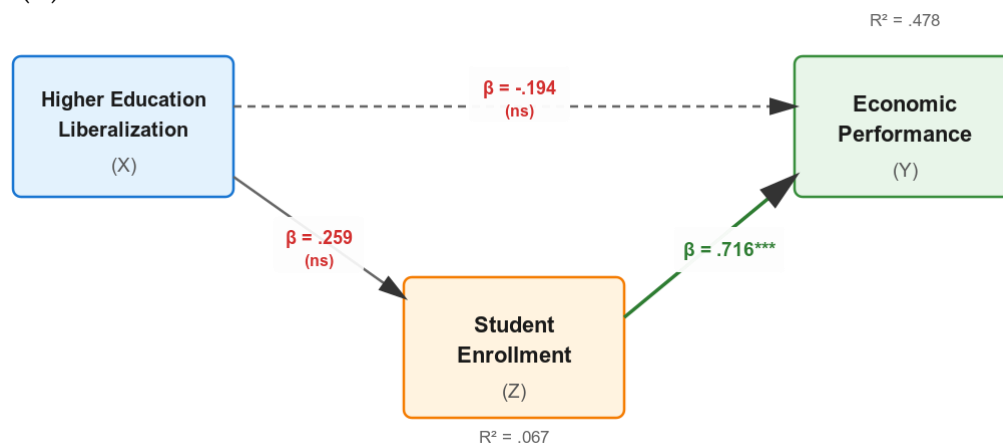 R² = .478
Higher Education
Liberalization
(X)
β = -.194
(ns)
Economic
Performance
(Y)
β = .259
(ns)
β = .716***
Student
Enrollment
(Z)
R² = .067